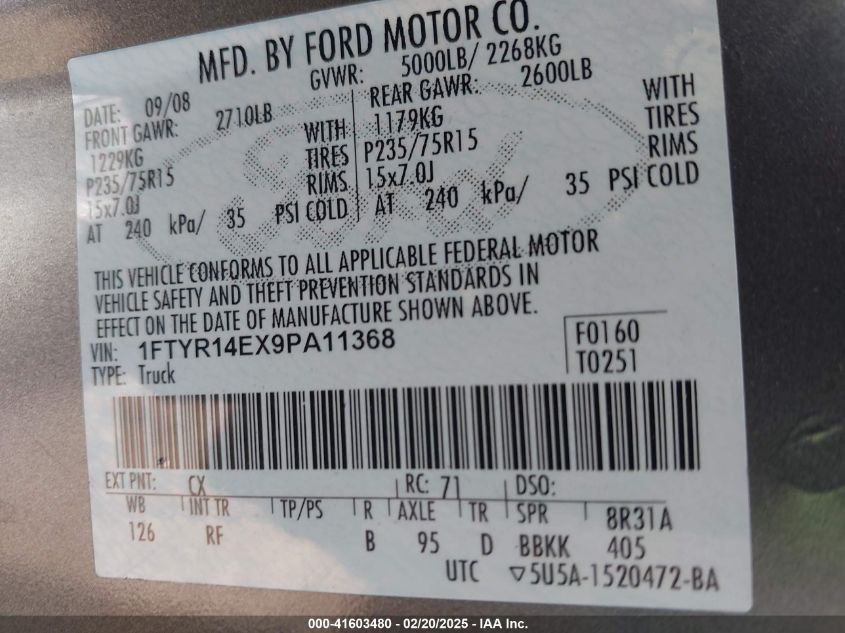 MFD. BY FORD MOTOR CO.
DATE: 09/08 GVWR: 5000LB/ 2268KG
FRONT GAWR: 2710LB REAR GAWR: 2600LB
1229KG WITH 1179KG WITH
P235/75R15 TIRES P235/75R15 TIRES
15x7.0J RIMS 15x7.0J RIMS
AT 240 kPa/ 35 PSI COLD AT 240 kPa/ 35 PSI COLD
THIS VEHICLE CONFORMS TO ALL APPLICABLE FEDERAL MOTOR
VEHICLE SAFETY AND THEFT PREVENTION STANDARDS IN
EFFECT ON THE DATE OF MANUFACTURE SHOWN ABOVE.
VIN: 1FTYR14EX9PA11368 F0160
TYPE: Truck T0251
EXT PNT: CX RC: 71 DSO:
WB INT TR TP/PS R AXLE TR SPR 8R31A
126 RF B 95 D BBKK 405
UTC ▽5U5A-1520472-BA
000-41603480 - 02/20/2025 - IAA Inc.